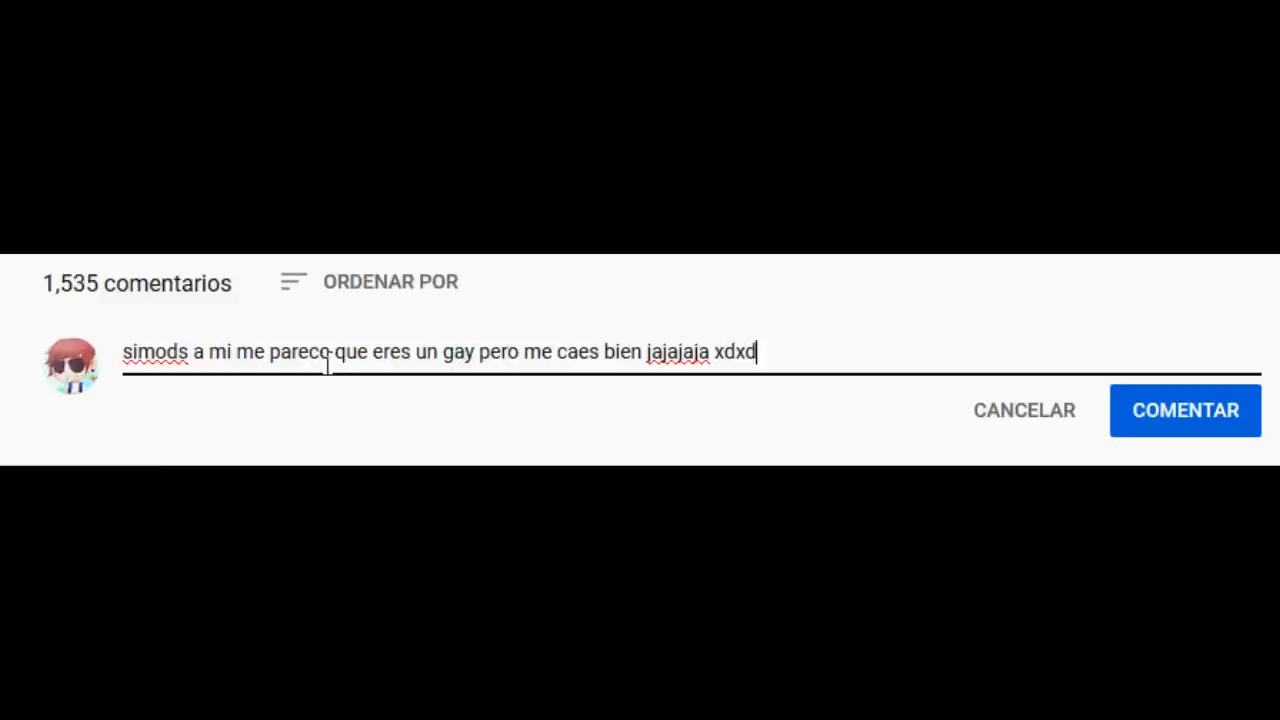 1,535 comentarios
ORDENAR POR
simods a mi me pareco que eres un gay pero me caes bien jajajaja xdxd
CANCELAR
COMENTAR